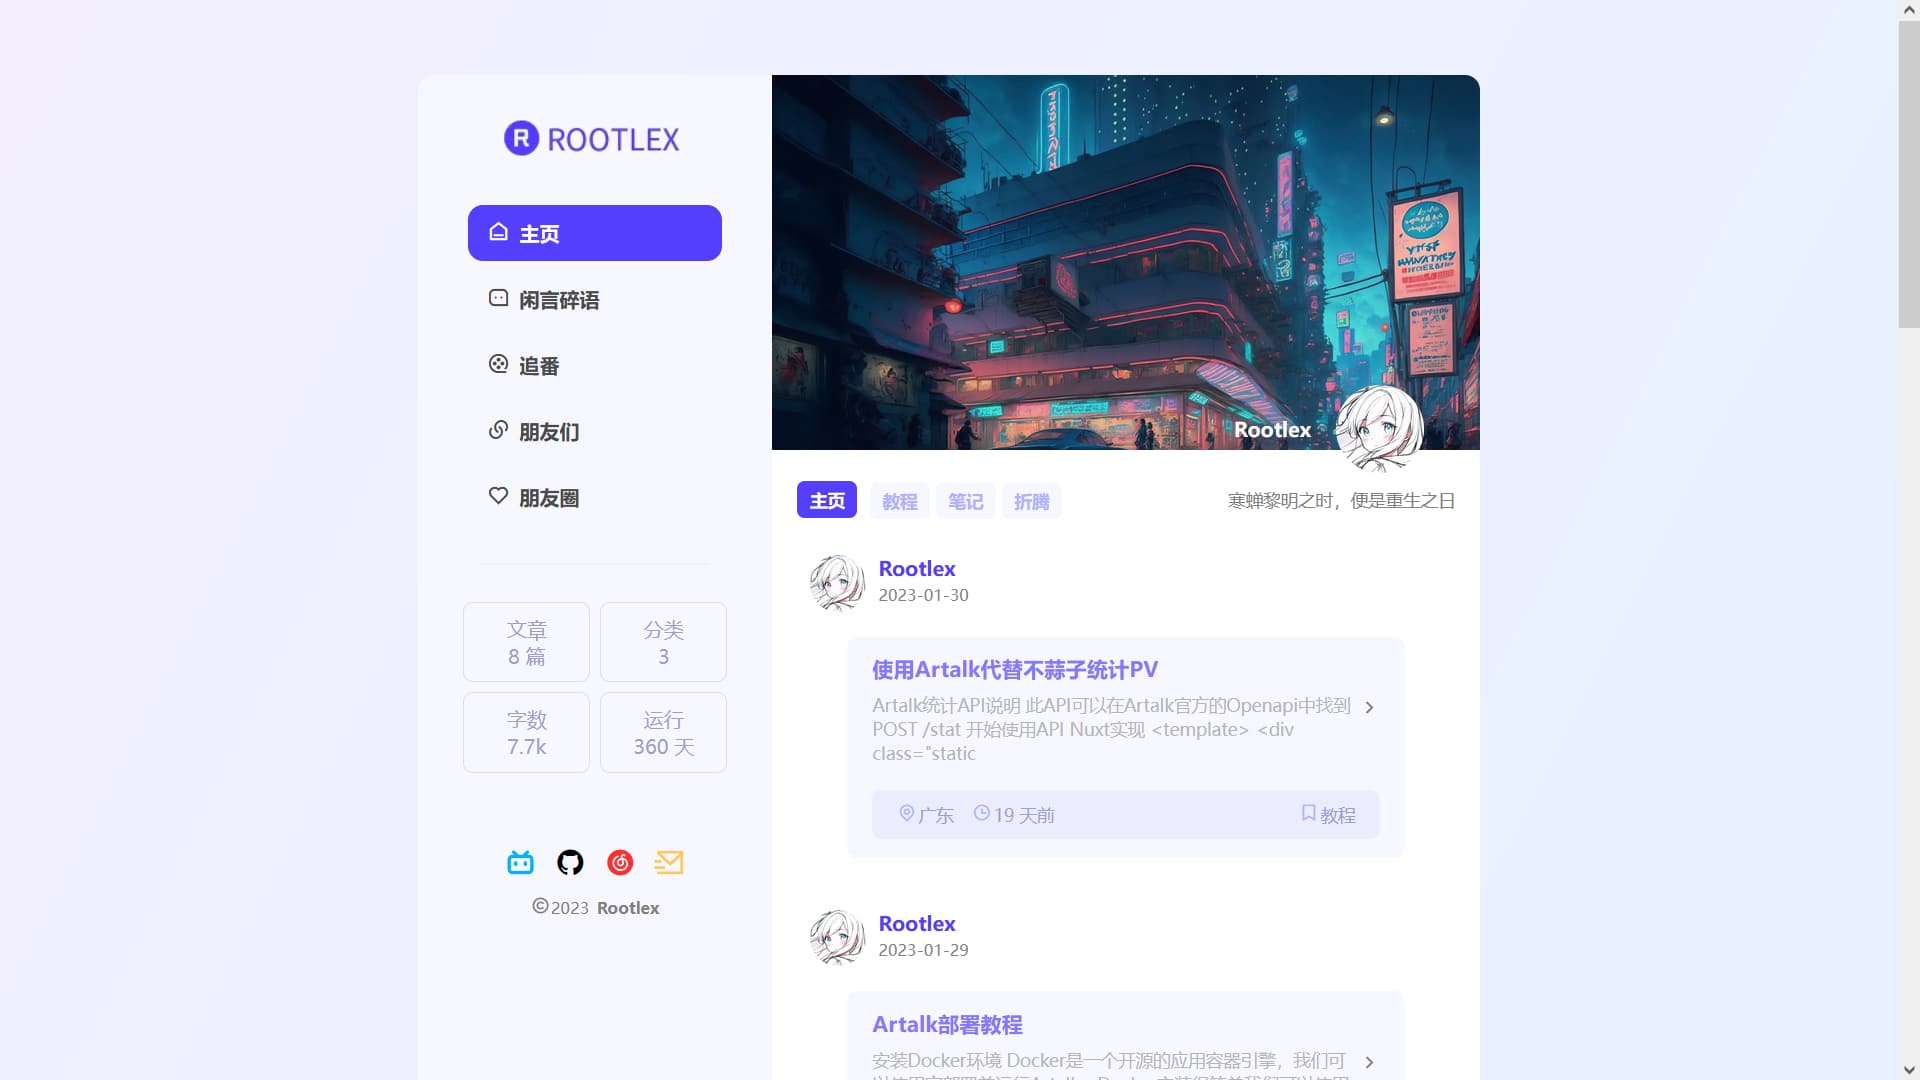 R ROOTLEX
主页
闲言碎语
追番
朋友们
朋友圈
文章
8 篇
分类
3
字数
7.7k
运行
360 天
©2023 Rootlex
Rootlex
主页 教程 笔记 折腾
寒蝉黎明之时，便是重生之日
Rootlex
2023-01-30
使用Artalk代替不蒜子统计PV
Artalk统计API说明 此API可以在Artalk官方的Openapi中找到
POST /stat 开始使用API Nuxt实现 <template> <div
class="static
广东 19 天前 教程
Rootlex
2023-01-29
Artalk部署教程
安装Docker环境 Docker是一个开源的应用容器引擎，我们可